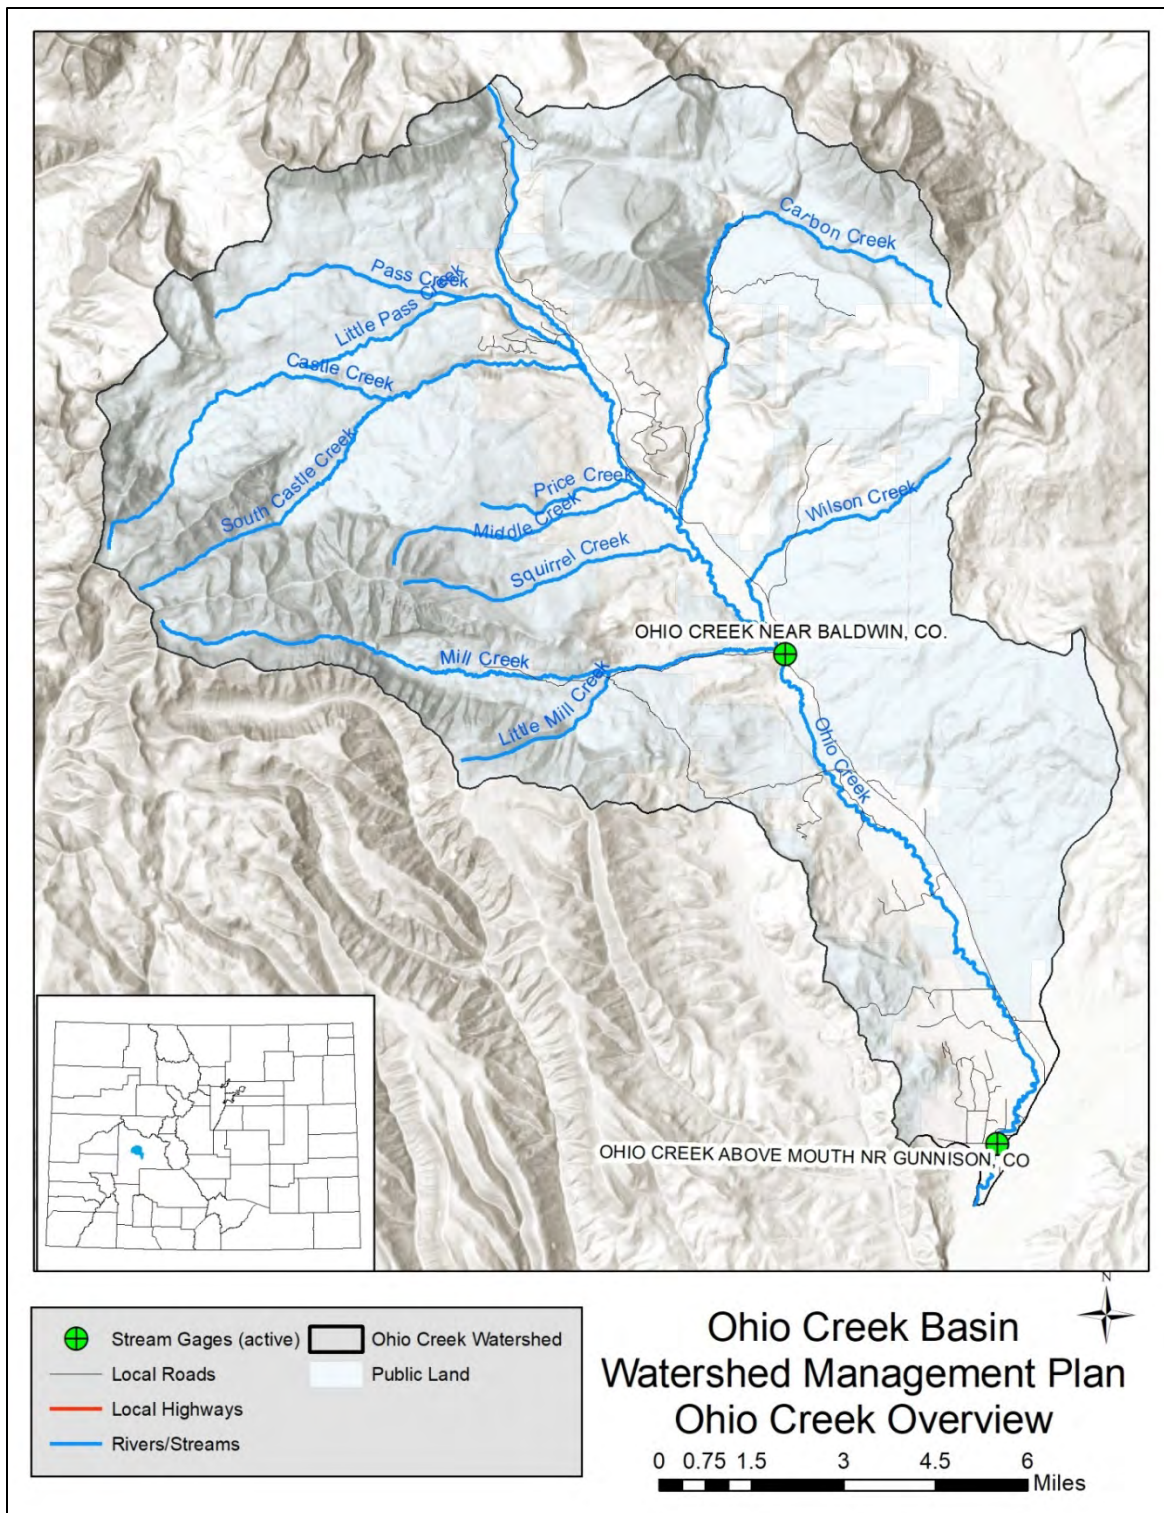 Carbon Creek
Pass Creek
Little Pass Creek
Castle Creek
South Castle Creek
Price Creek
Middle Creek
Wilson Creek
Squirrel Creek
OHIO CREEK NEAR BALDWIN, CO.
Mill Creek
Little Mill Creek
Ohio Creek
OHIO CREEK ABOVE MOUTH NR GUNNISON, CO
N
Stream Gages (active)
Ohio Creek Watershed
Local Roads
Public Land
Local Highways
Rivers/Streams
Ohio Creek Basin
Watershed Management Plan
Ohio Creek Overview
0 0.75 1.5 3 4.5 6
Miles